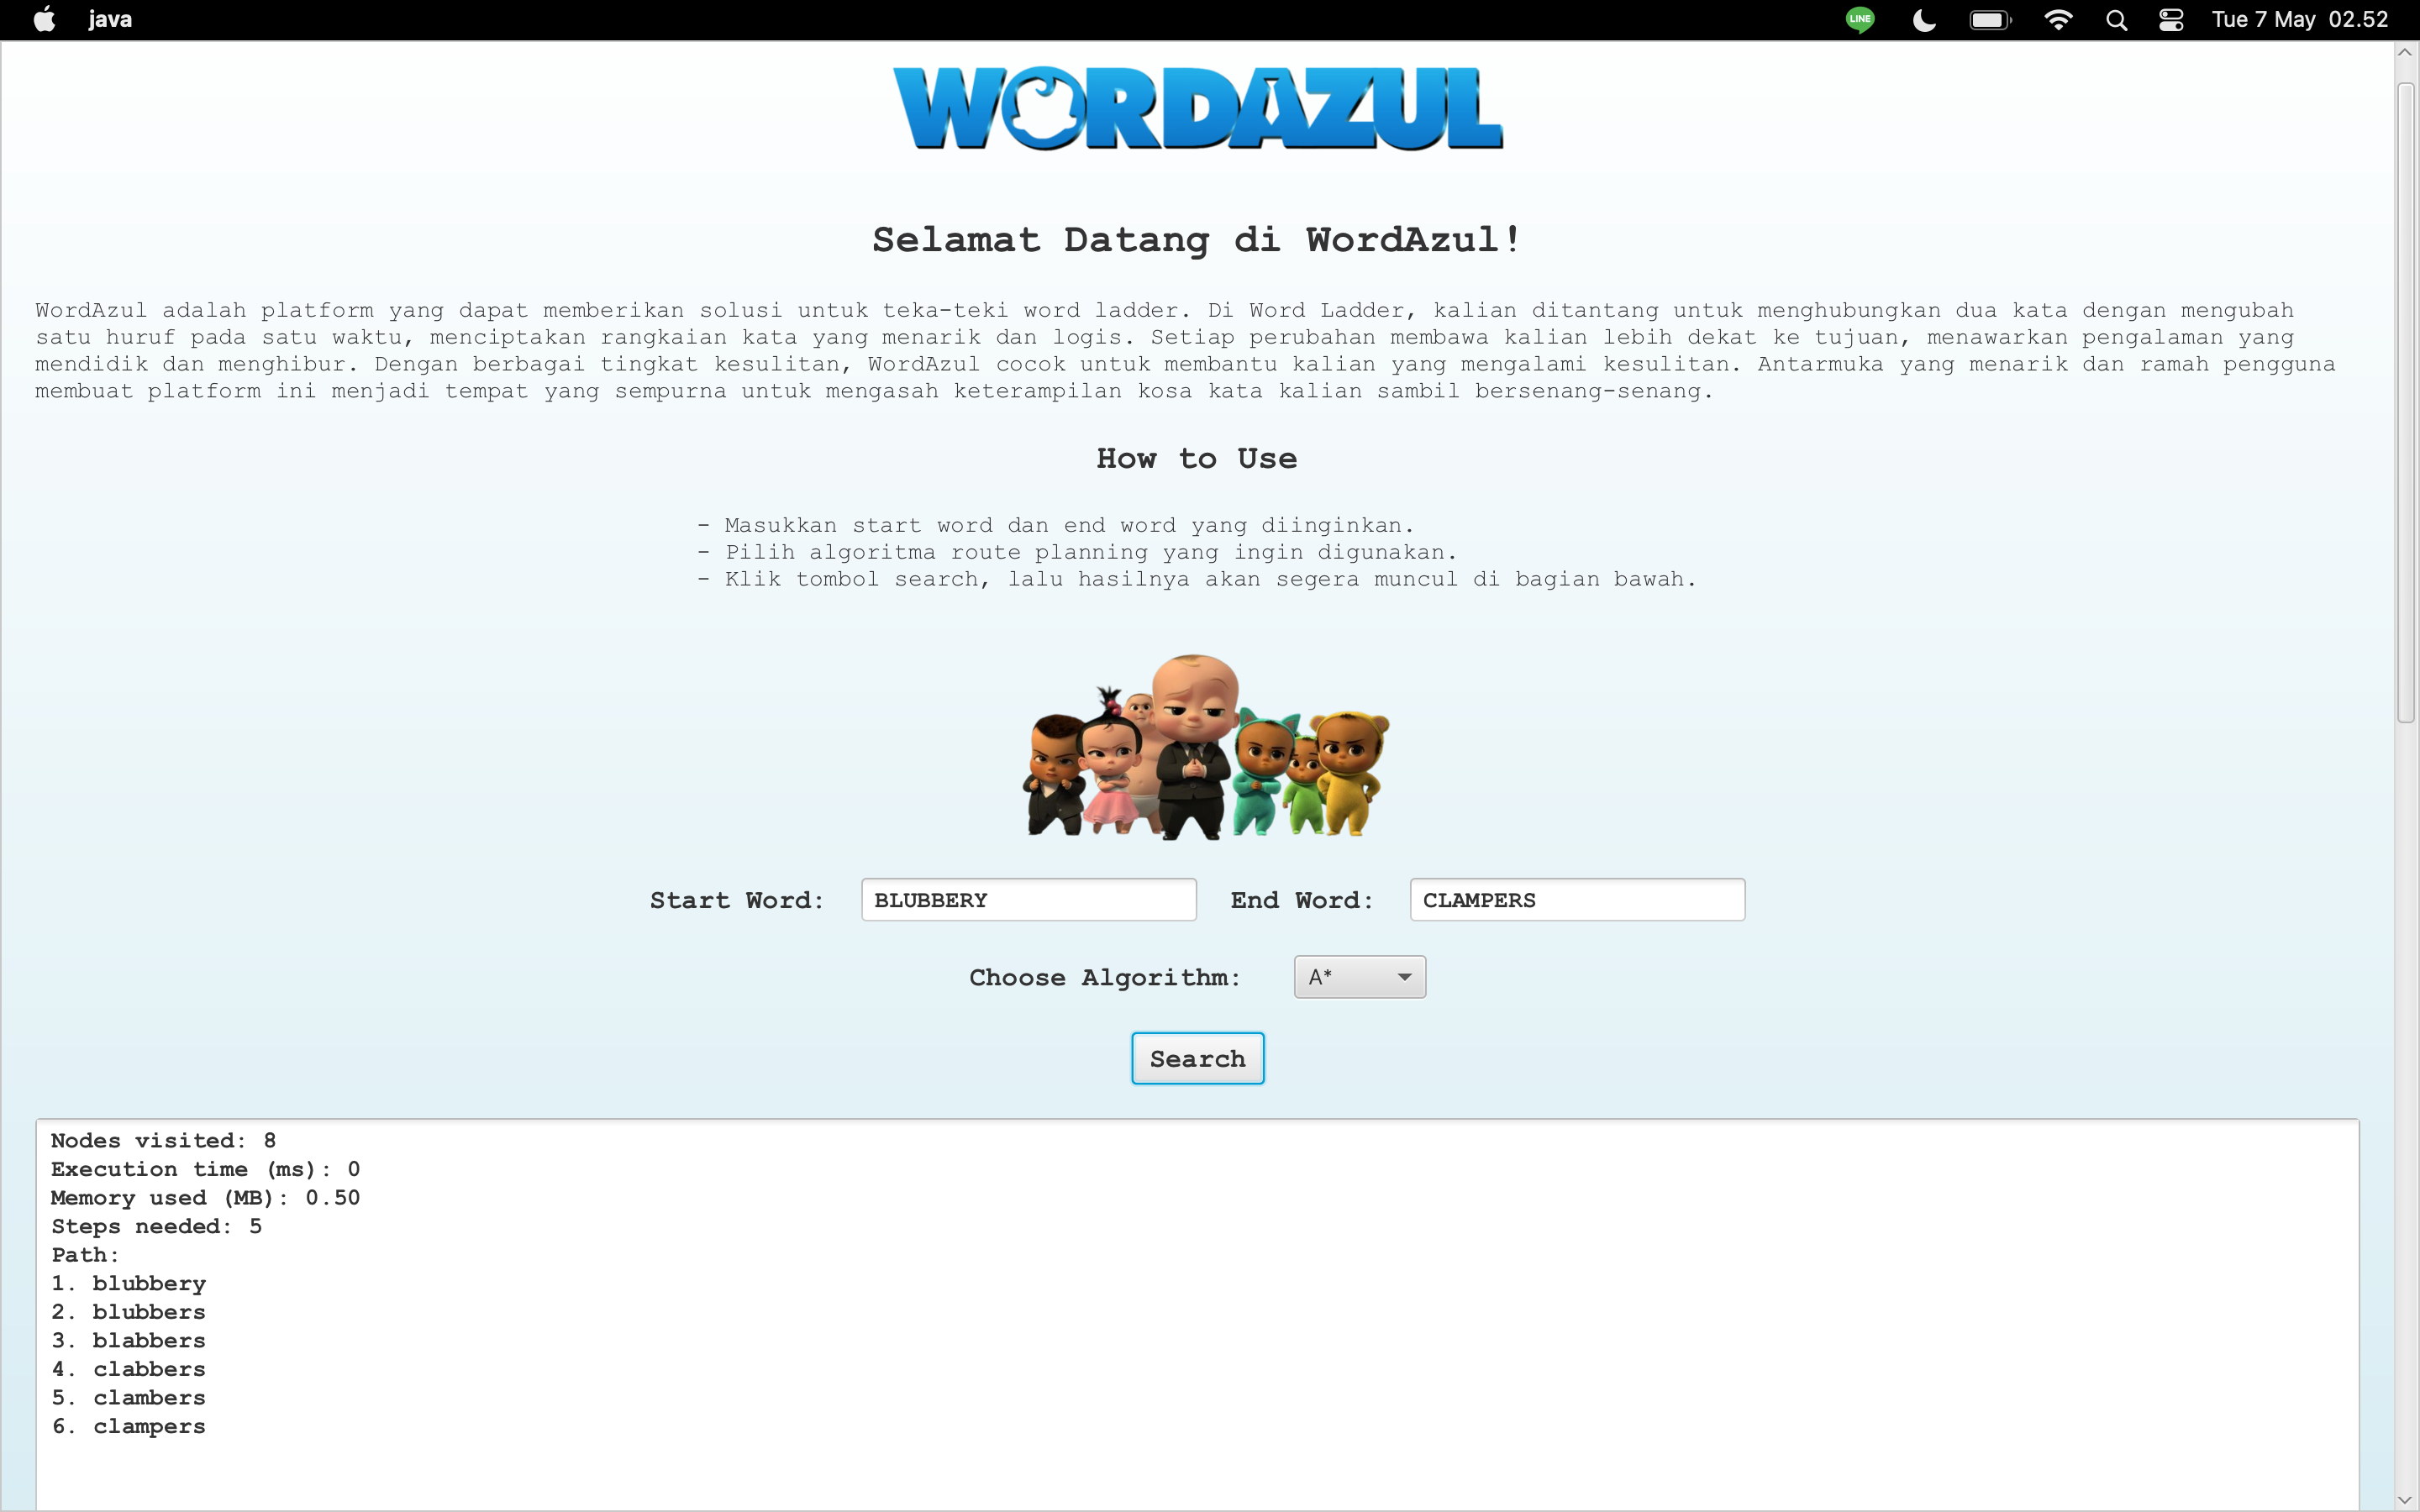 java
LINE
Tue 7 May 02.52
WORDAZUL
Selamat Datang di WordAzul!
WordAzul adalah platform yang dapat memberikan solusi untuk teka-teki word ladder. Di Word Ladder, kalian ditantang untuk menghubungkan dua kata dengan mengubah
satu huruf pada satu waktu, menciptakan rangkaian kata yang menarik dan logis. Setiap perubahan membawa kalian lebih dekat ke tujuan, menawarkan pengalaman yang
mendidik dan menghibur. Dengan berbagai tingkat kesulitan, WordAzul cocok untuk membantu kalian yang mengalami kesulitan. Antarmuka yang menarik dan ramah pengguna
membuat platform ini menjadi tempat yang sempurna untuk mengasah keterampilan kosa kata kalian sambil bersenang-senang.
How to Use
- Masukkan start word dan end word yang diinginkan.
- Pilih algoritma route planning yang ingin digunakan.
- Klik tombol search, lalu hasilnya akan segera muncul di bagian bawah.
Start Word: BLUBBERY End Word: CLAMPERS
Choose Algorithm: A*
Search
Nodes visited: 8
Execution time (ms): 0
Memory used (MB): 0.50
Steps needed: 5
Path:
1. blubbery
2. blubbers
3. blabbers
4. clabbers
5. clambers
6. clampers